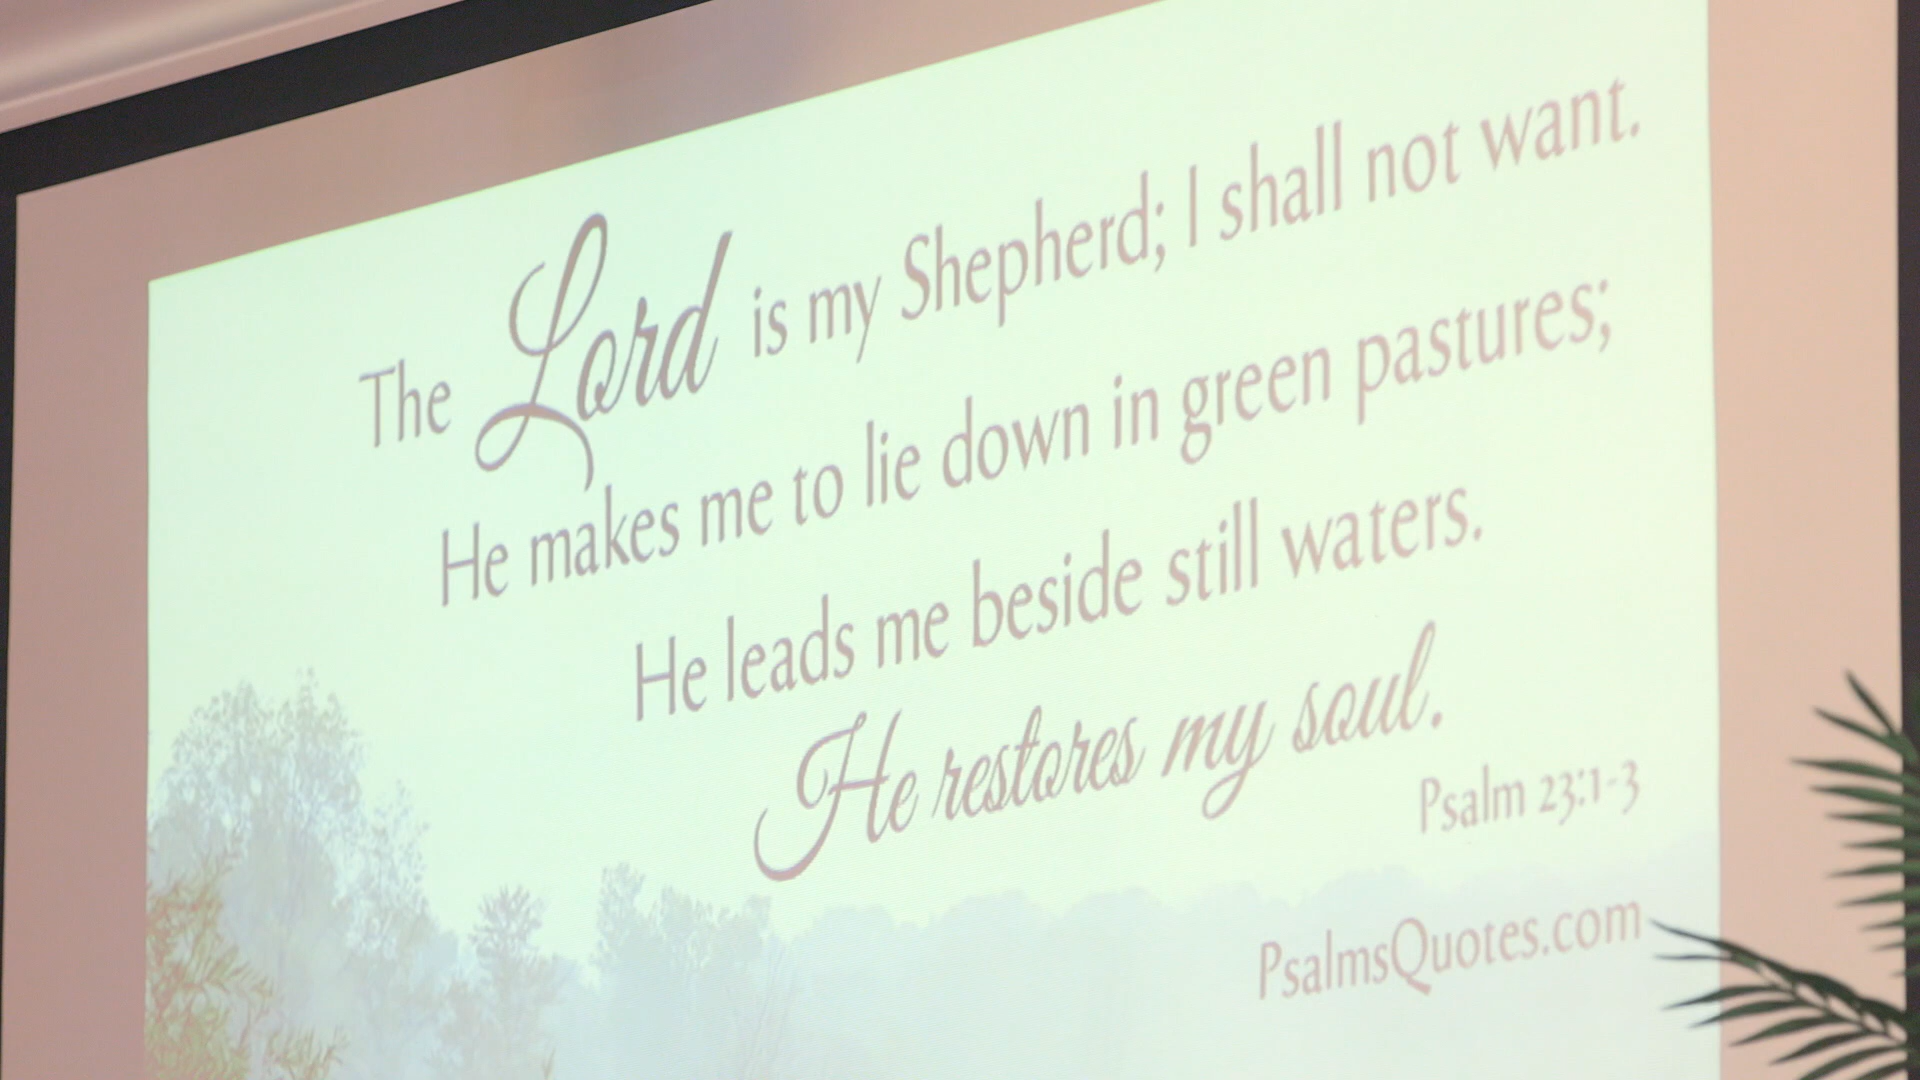 The Lord is my Shepherd; I shall not want.
He makes me to lie down in green pastures;
He leads me beside still waters.
He restores my soul.
Psalm 23:1-3
PsalmsQuotes.com